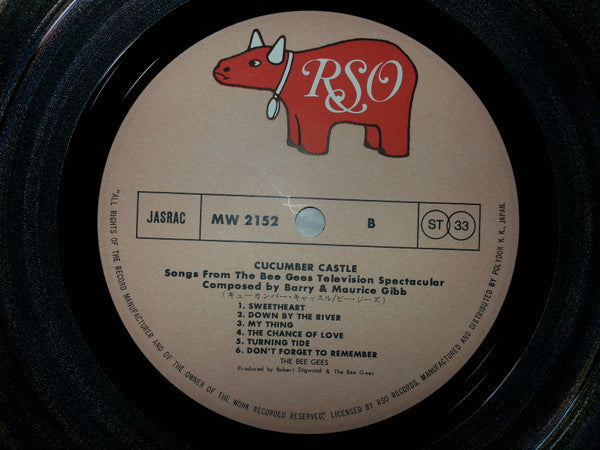 RSO
JASRAC
MW 2152
B
ST 33
CUCUMBER CASTLE
Songs From The Bee Gees Television Spectacular
Composed by Barry & Maurice Gibb
(キューカンバー・キャッスル/ビー・ジーズ)
1. SWEETHEART
2. DOWN BY THE RIVER
3. MY THING
4. THE CHANCE OF LOVE
5. TURNING TIDE
6. DON'T FORGET TO REMEMBER
THE BEE GEES
Produced by Robert Stigwood & The Bee Gees
"ALL RIGHTS OF THE RECORD MANUFACTURER AND OF THE OWNER OF THE WORK RECORDED RESERVED", LICENSED BY RSO RECORDS, MANUFACTURED AND DISTRIBUTED BY POLYDOR K. K., JAPAN.